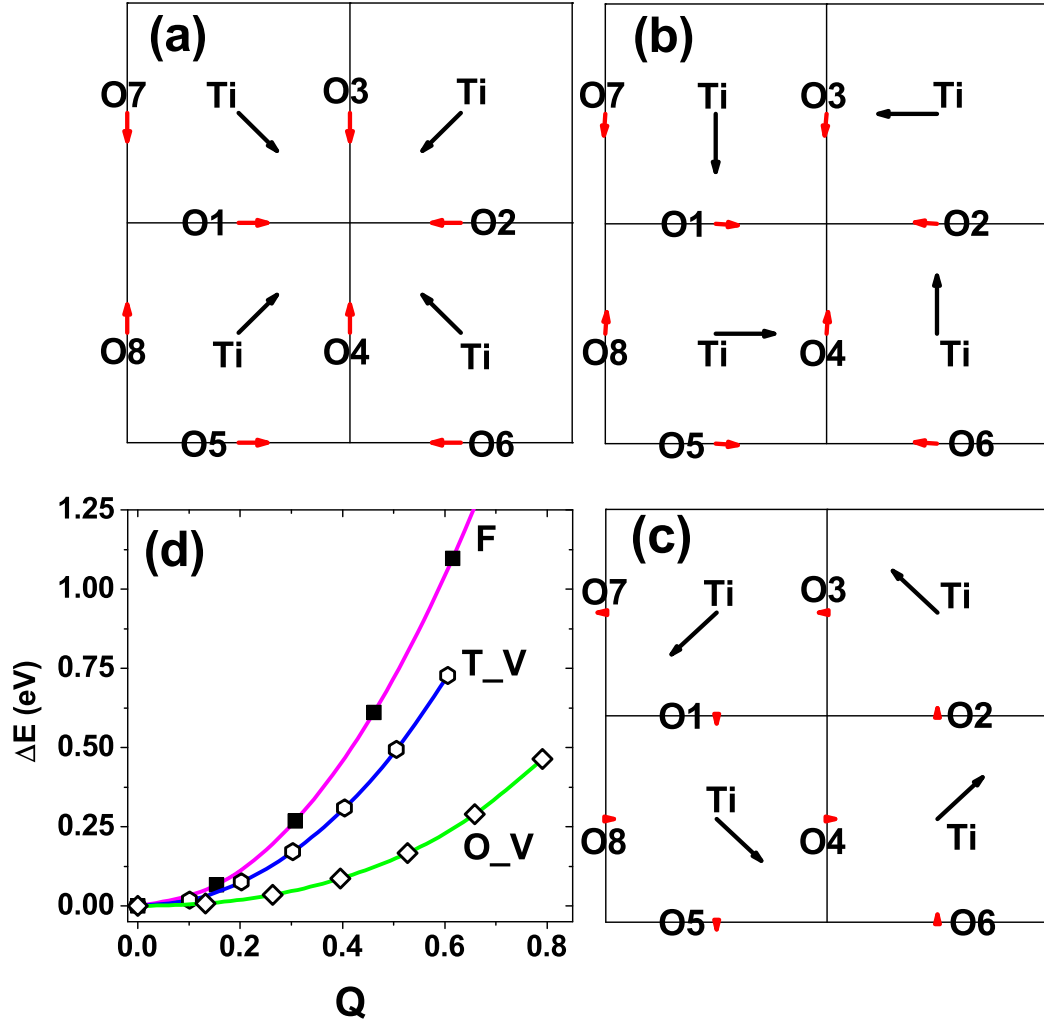 (a)
O7 Ti O3 Ti
O1 O2
O8 Ti O4 Ti
O5 O6
(b)
O7 Ti O3 Ti
O1 O2
O8 Ti O4 Ti
O5 O6
(d)
1.25
1.00
0.75
0.50
0.25
0.00
ΔE (eV)
F
T_V
O_V
0.0 0.2 0.4 0.6 0.8
Q
(c)
O7 Ti O3 Ti
O1 O2
O8 Ti O4 Ti
O5 O6